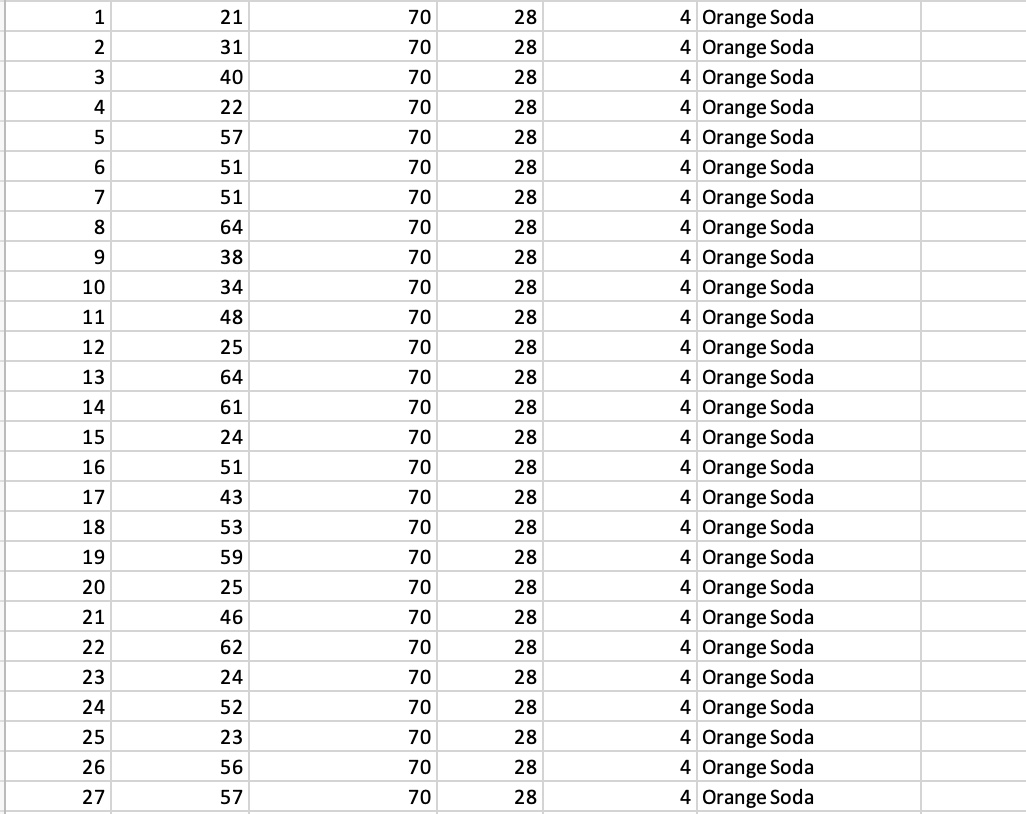 1 21 70 28 4 Orange Soda
2 31 70 28 4 Orange Soda
3 40 70 28 4 Orange Soda
4 22 70 28 4 Orange Soda
5 57 70 28 4 Orange Soda
6 51 70 28 4 Orange Soda
7 51 70 28 4 Orange Soda
8 64 70 28 4 Orange Soda
9 38 70 28 4 Orange Soda
10 34 70 28 4 Orange Soda
11 48 70 28 4 Orange Soda
12 25 70 28 4 Orange Soda
13 64 70 28 4 Orange Soda
14 61 70 28 4 Orange Soda
15 24 70 28 4 Orange Soda
16 51 70 28 4 Orange Soda
17 43 70 28 4 Orange Soda
18 53 70 28 4 Orange Soda
19 59 70 28 4 Orange Soda
20 25 70 28 4 Orange Soda
21 46 70 28 4 Orange Soda
22 62 70 28 4 Orange Soda
23 24 70 28 4 Orange Soda
24 52 70 28 4 Orange Soda
25 23 70 28 4 Orange Soda
26 56 70 28 4 Orange Soda
27 57 70 28 4 Orange Soda